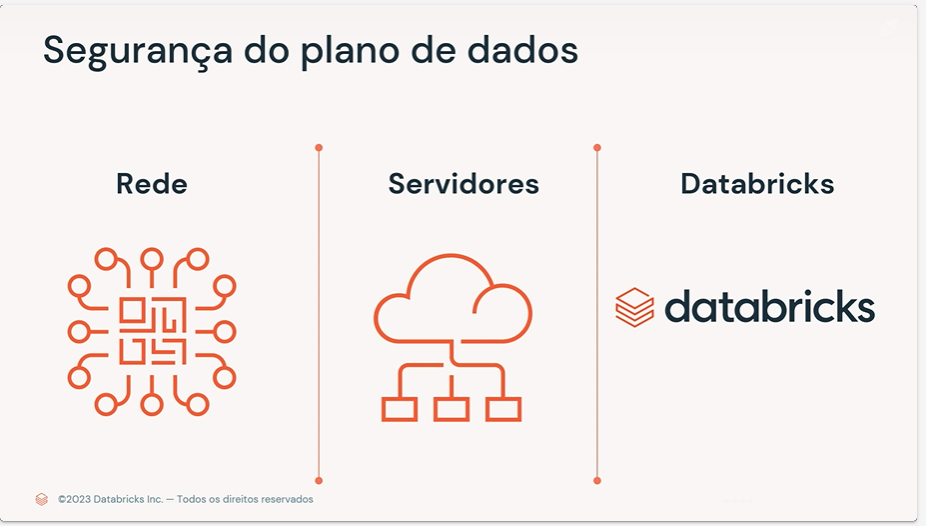 Segurança do plano de dados
Rede
Servidores
Databricks
databricks
©2023 Databricks Inc. — Todos os direitos reservados